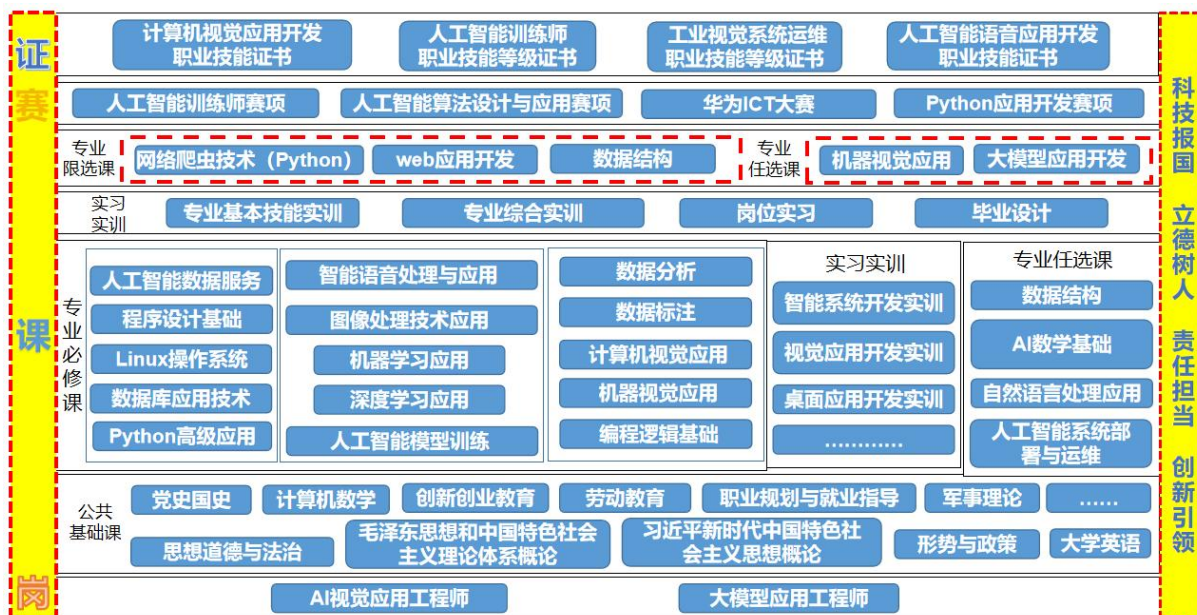 证
赛
课
岗
计算机视觉应用开发
职业技能证书
人工智能训练师
职业技能等级证书
工业视觉系统运维
职业技能等级证书
人工智能语音应用开发
职业技能证书
人工智能训练师赛项
人工智能算法设计与应用赛项
华为ICT大赛
Python应用开发赛项
专业
限选课
网络爬虫技术（Python）
web应用开发
数据结构
专业
任选课
机器视觉应用
大模型应用开发
实习
实训
专业基本技能实训
专业综合实训
岗位实习
毕业设计
专业必修课
人工智能数据服务
程序设计基础
Linux操作系统
数据库应用技术
Python高级应用
智能语音处理与应用
图像处理技术应用
机器学习应用
深度学习应用
人工智能模型训练
数据分析
数据标注
计算机视觉应用
机器视觉应用
编程逻辑基础
实习实训
智能系统开发实训
视觉应用开发实训
桌面应用开发实训
…………
专业任选课
数据结构
AI数学基础
自然语言处理应用
人工智能系统部
署与运维
公共
基础课
党史国史
计算机数学
创新创业教育
劳动教育
职业规划与就业指导
军事理论
……
思想道德与法治
毛泽东思想和中国特色社会
主义理论体系概论
习近平新时代中国特色社
会主义思想概论
形势与政策
大学英语
AI视觉应用工程师
大模型应用工程师
科技报国 立德树人 责任担当 创新引领